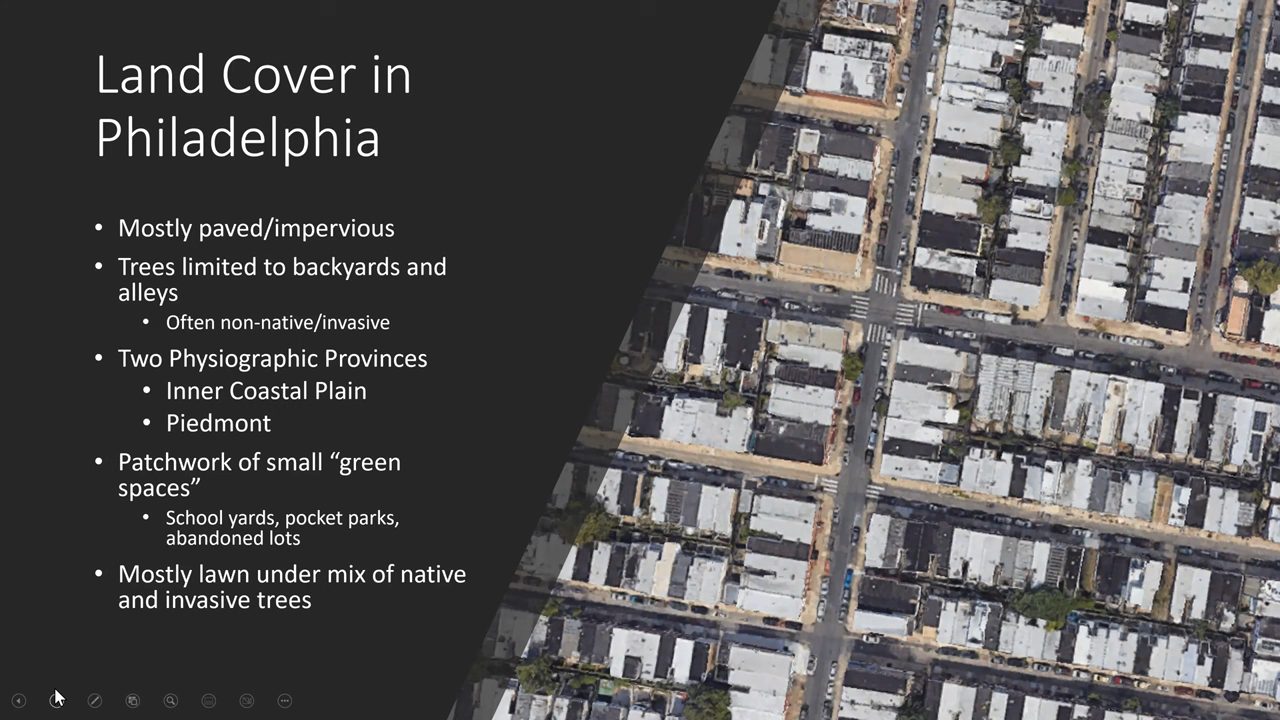 Land Cover in
Philadelphia
• Mostly paved/impervious
• Trees limited to backyards and
alleys
• Often non-native/invasive
• Two Physiographic Provinces
• Inner Coastal Plain
• Piedmont
• Patchwork of small “green
spaces”
• School yards, pocket parks,
abandoned lots
• Mostly lawn under mix of native
and invasive trees